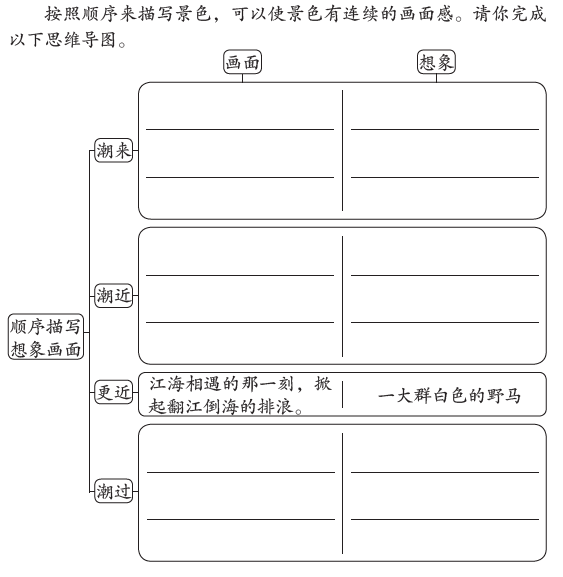 按照顺序来描写景色，可以使景色有连续的画面感。请你完成
以下思维导图。
画面
想象
潮来
潮近
顺序描写
想象画面
更近
江海相遇的那一刻，掀
起翻江倒海的排浪。
一大群白色的野马
潮过